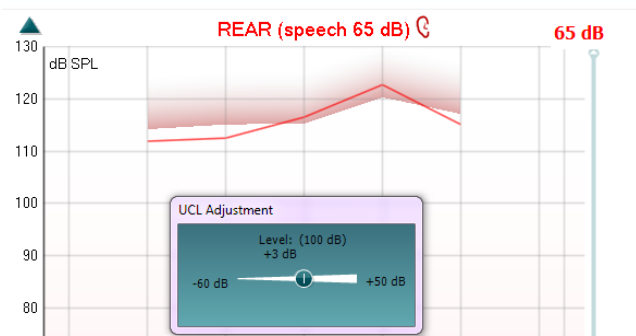 REAR (speech 65 dB)
65 dB
130
dB SPL
120
110
100
90
80
UCL Adjustment
Level: (100 dB)
+3 dB
-60 dB
+50 dB